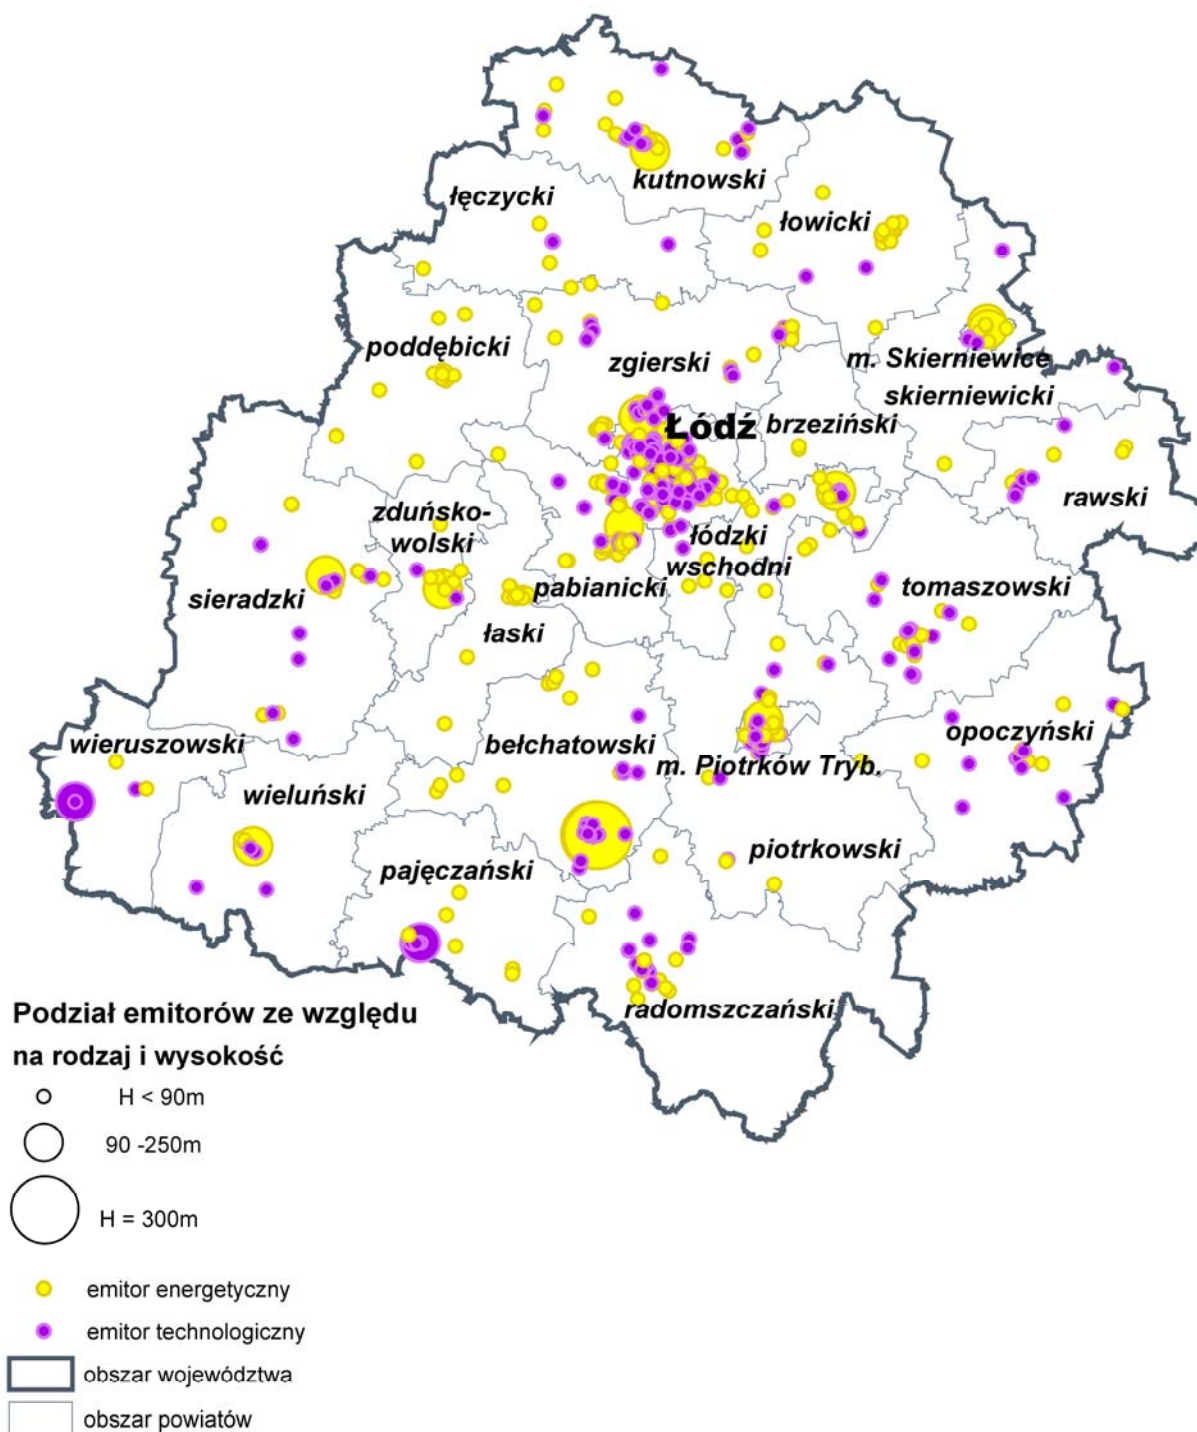 kutnowski
łęczycki
łowicki
poddębicki
zgierski
m. Skierniewice
skierniewicki
Łódź
brzeziński
rawski
zduńsko-
wolski
łódzki
wschodni
sieradzki
pabianicki
tomaszowski
łaski
wieruszowski
bełchatowski
opoczyński
m. Piotrków Tryb.
wieluński
piotrkowski
pajęczański
radomszczański
Podział emitorów ze względu
na rodzaj i wysokość
H < 90m
90 -250m
H = 300m
emitor energetyczny
emitor technologiczny
obszar województwa
obszar powiatów